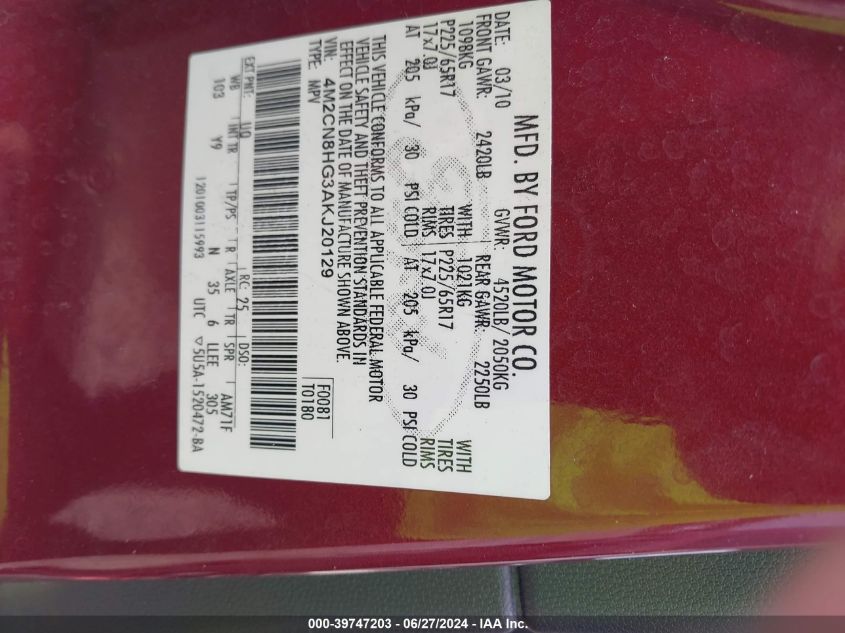 MFD. BY FORD MOTOR CO.
DATE: 03/10 GVWR: 4520LB/ 2050KG
FRONT GAWR: 2420LB REAR GAWR: 2250LB
1098KG WITH 1021KG WITH
P225/65R17 TIRES P225/65R17 TIRES
17x7.0J RIMS 17x7.0J RIMS
AT 205 kPa/ 30 PSI COLD AT 205 kPa/ 30 PSI COLD
THIS VEHICLE CONFORMS TO ALL APPLICABLE FEDERAL MOTOR
VEHICLE SAFETY AND THEFT PREVENTION STANDARDS IN
EFFECT ON THE DATE OF MANUFACTURE SHOWN ABOVE.
VIN: 4M2CN8HG3AKJ20129
TYPE: MPV
F0081
T0180
EXT PNT: UQ RC: 25 DSO:
WB INT TR TP/PS R AXLE TR SPR AM71F
103 Y9 N 35 6 LLEE 305
1201003115993 UTC ▽5U5A-1520472-BA
000-39747203 - 06/27/2024 - IAA Inc.